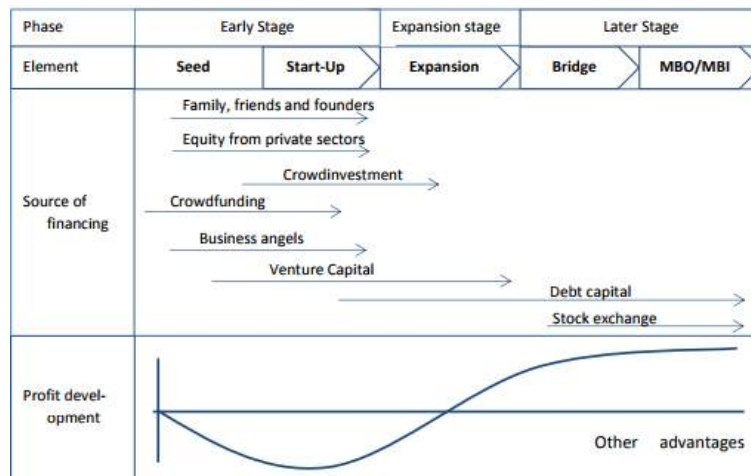 Phase Early Stage Expansion stage Later Stage
Element Seed Start-Up Expansion Bridge MBO/MBI
Family, friends and founders
Equity from private sectors
Crowdinvestment
Source of
financing
Crowdfunding
Business angels
Venture Capital
Debt capital
Stock exchange
Profit devel-
opment
Other advantages